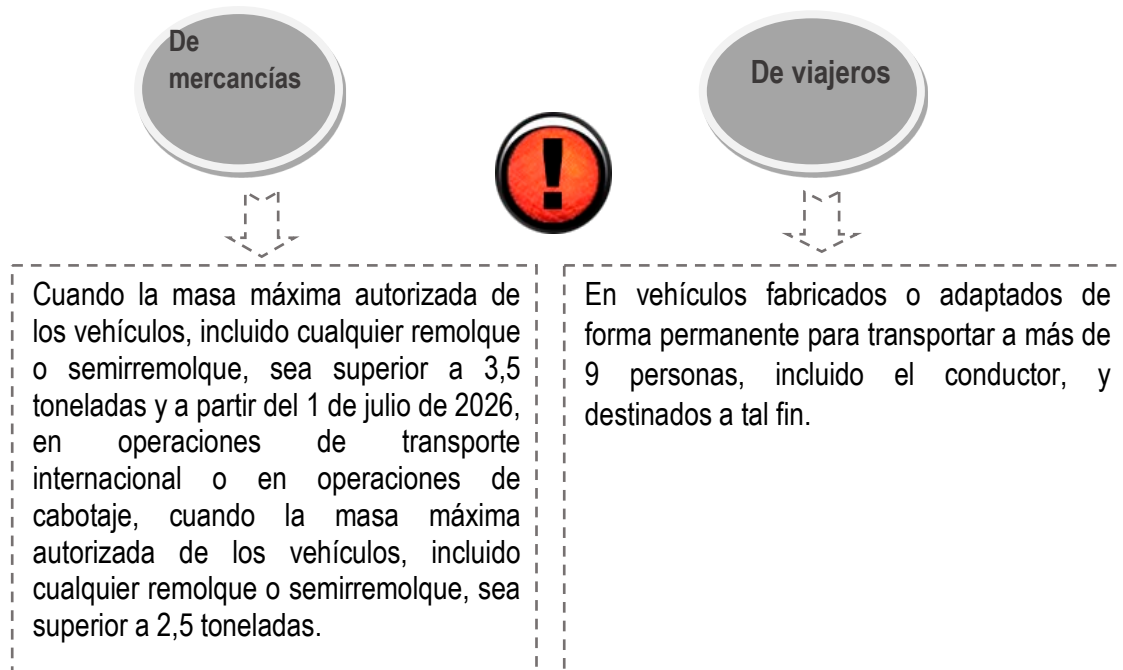 De
mercancías
De viajeros
Cuando la masa máxima autorizada de
los vehículos, incluido cualquier remolque
o semirremolque, sea superior a 3,5
toneladas y a partir del 1 de julio de 2026,
en operaciones de transporte
internacional o en operaciones de
cabotaje, cuando la masa máxima
autorizada de los vehículos, incluido
cualquier remolque o semirremolque, sea
superior a 2,5 toneladas.
En vehículos fabricados o adaptados de
forma permanente para transportar a más de
9 personas, incluido el conductor, y
destinados a tal fin.